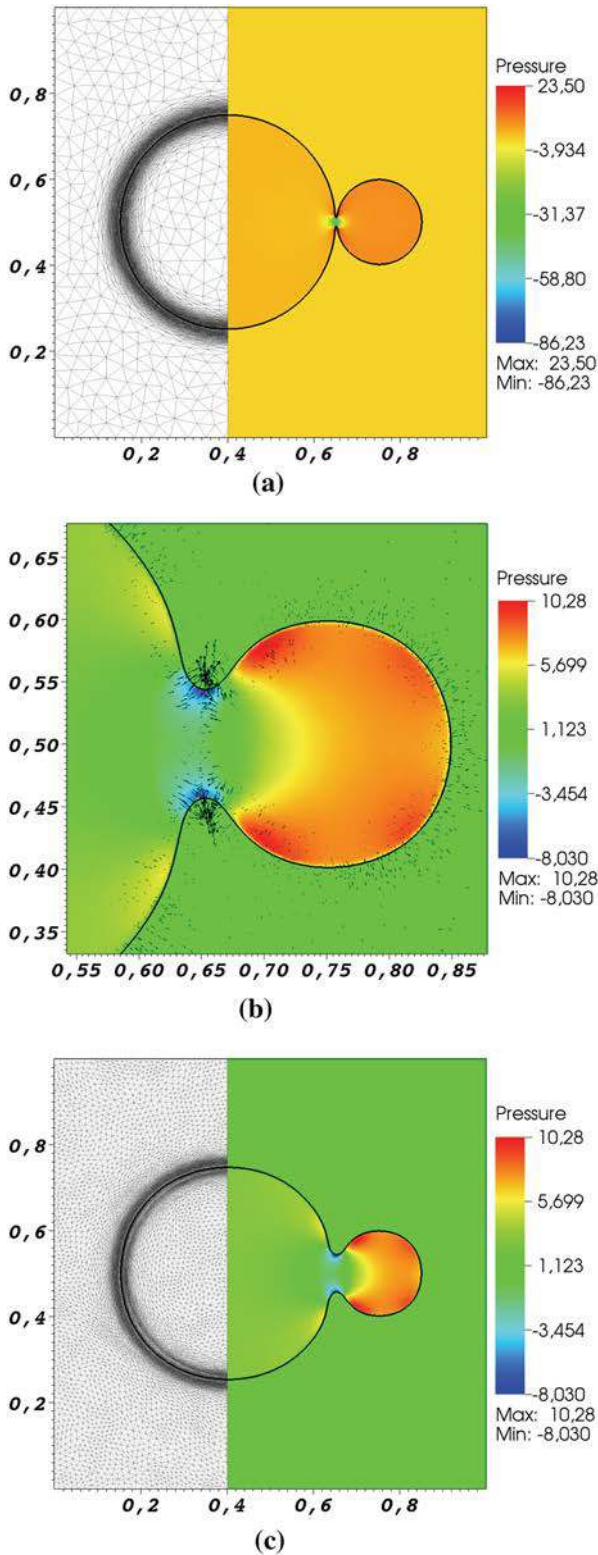 Pressure
23,50
-3,934
-31,37
-58,80
-86,23
Max: 23,50
Min: -86,23
0,8
0,6
0,4
0,2
0,2 0,4 0,6 0,8
(a)
Pressure
10,28
5,699
1,123
-3,454
-8,030
Max: 10,28
Min: -8,030
0,65
0,60
0,55
0,50
0,45
0,40
0,35
0,55 0,60 0,65 0,70 0,75 0,80 0,85
(b)
Pressure
10,28
5,699
1,123
-3,454
-8,030
Max: 10,28
Min: -8,030
0,8
0,6
0,4
0,2
0,2 0,4 0,6 0,8
(c)